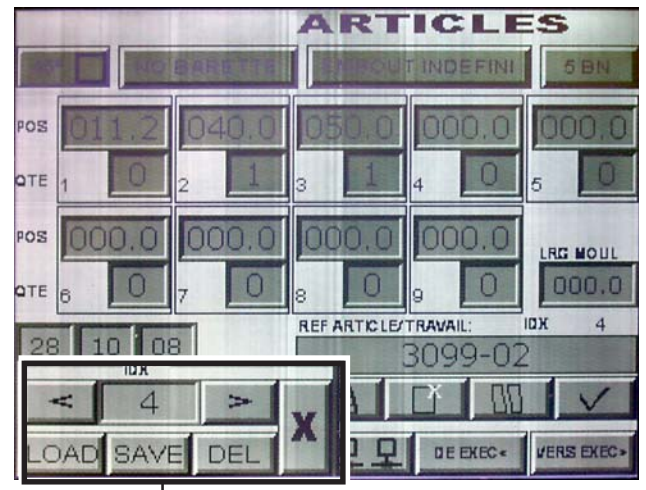 ARTICLES
NO BARETTE EMBOUT INDEFINI 5 BN
POS 011.2 040.0 050.0 000.0 000.0
QTE 1 0 2 1 3 1 4 0 5 0
POS 000.0 000.0 000.0 000.0 LRG MOUL
QTE 6 0 7 0 8 0 9 0 000.0
28 10 08 REF ARTICLE/TRAVAIL: IDX 4
3099-02
IDX
< 4 > X
LOAD SAVE DEL
DE EXEC« VERS EXEC»